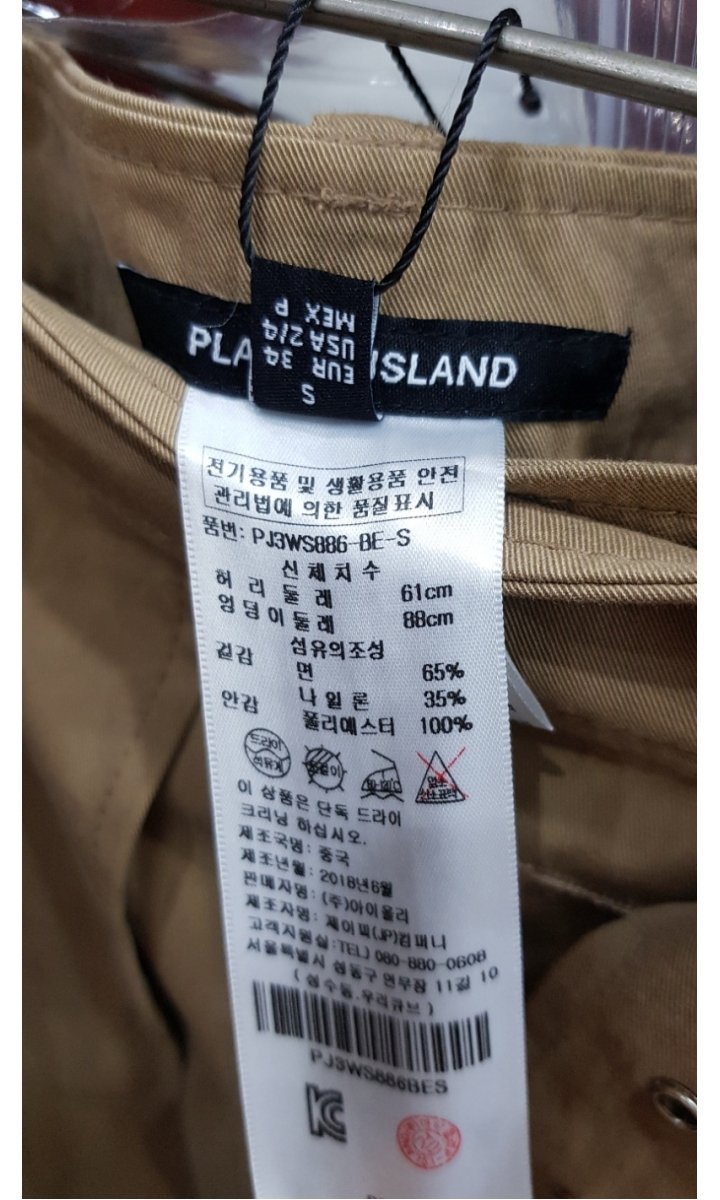 MEX P
USA 2/4
EUR 34
S
PLA ISLAND
전기용품 및 생활용품 안전
관리법에 의한 품질표시
품번: PJ3WS886-BE-S
신체치수
허리둘레 61cm
엉덩이둘레 88cm
섬유의조성
겉감 면 65%
나일론 35%
안감 폴리에스터 100%
드라이
석유계
이 상품은 단독 드라이
크리닝 하십시오.
제조국명: 중국
제조년월: 2018년6월
판매자명: (주)아이올리
제조자명: 제이피(JP)컴퍼니
고객지원실:TEL) 080-880-0608
서울특별시 성동구 연무장 11길 10
(성수동.우리큐브)
PJ3WS886BES